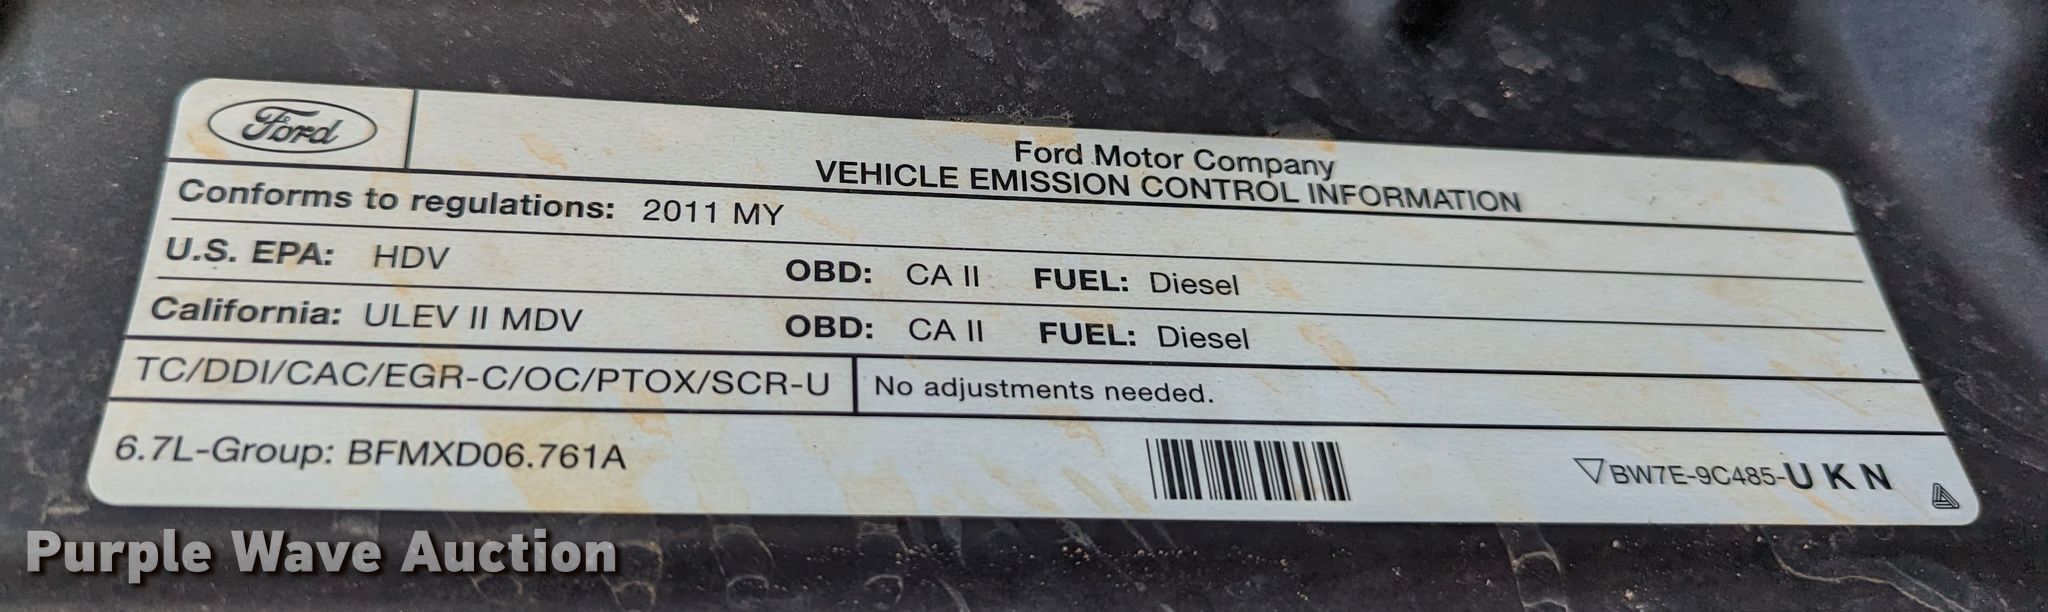 Ford
Ford Motor Company
VEHICLE EMISSION CONTROL INFORMATION
Conforms to regulations: 2011 MY
U.S. EPA: HDV OBD: CA II FUEL: Diesel
California: ULEV II MDV OBD: CA II FUEL: Diesel
TC/DDI/CAC/EGR-C/OC/PTOX/SCR-U No adjustments needed.
6.7L-Group: BFMXD06.761A
BW7E-9C485-UKN
Purple Wave Auction